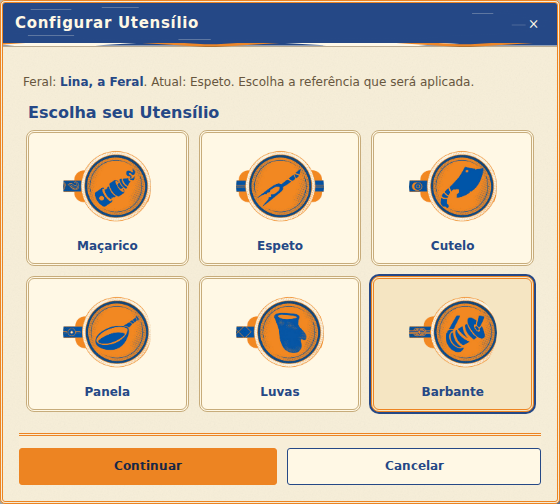 Configurar Utensílio
×
Feral: Lina, a Feral. Atual: Espeto. Escolha a referência que será aplicada.
Escolha seu Utensílio
Maçarico
Espeto
Cutelo
Panela
Luvas
Barbante
Continuar
Cancelar